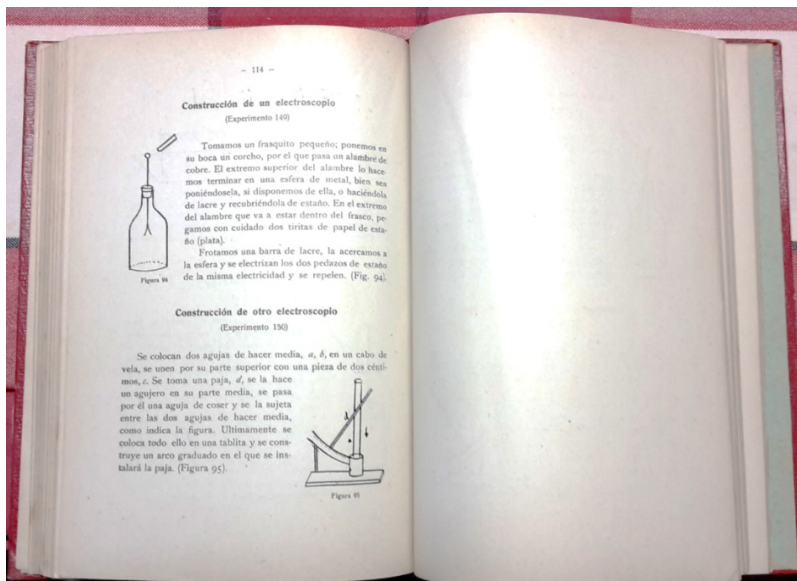 - 114 -
Construcción de un electroscopio
(Experimento 149)
Tomamos un frasquito pequeño; ponemos en
su boca un corcho, por el que pasa un alambre de
cobre. El extremo superior del alambre lo hace-
mos terminar en una esfera de metal, bien sea
poniéndosela, si disponemos de ella, o haciéndola
de lacre y recubriéndola de estaño. En el extremo
del alambre que va a estar dentro del frasco, pe-
gamos con cuidado dos tiritas de papel de esta-
ño (plata).
Frotamos una barra de lacre, la acercamos a
la esfera y se electrizan los dos pedazos de estaño
de la misma electricidad y se repelen. (Fig. 94).
Figura 94
Construcción de otro electroscopio
(Experimento 150)
Se colocan dos agujas de hacer media, a, b, en un cabo de
vela, se unen por su parte superior con una pieza de dos cénti-
mos, c. Se toma una paja, d, se la hace
un agujero en su parte media, se pasa
por él una aguja de coser y se la sujeta
entre las dos agujas de hacer media,
como indica la figura. Ultimamente se
coloca todo ello en una tablita y se cons-
truye un arco graduado en el que se ins-
talará la paja. (Figura 95).
Figura 95